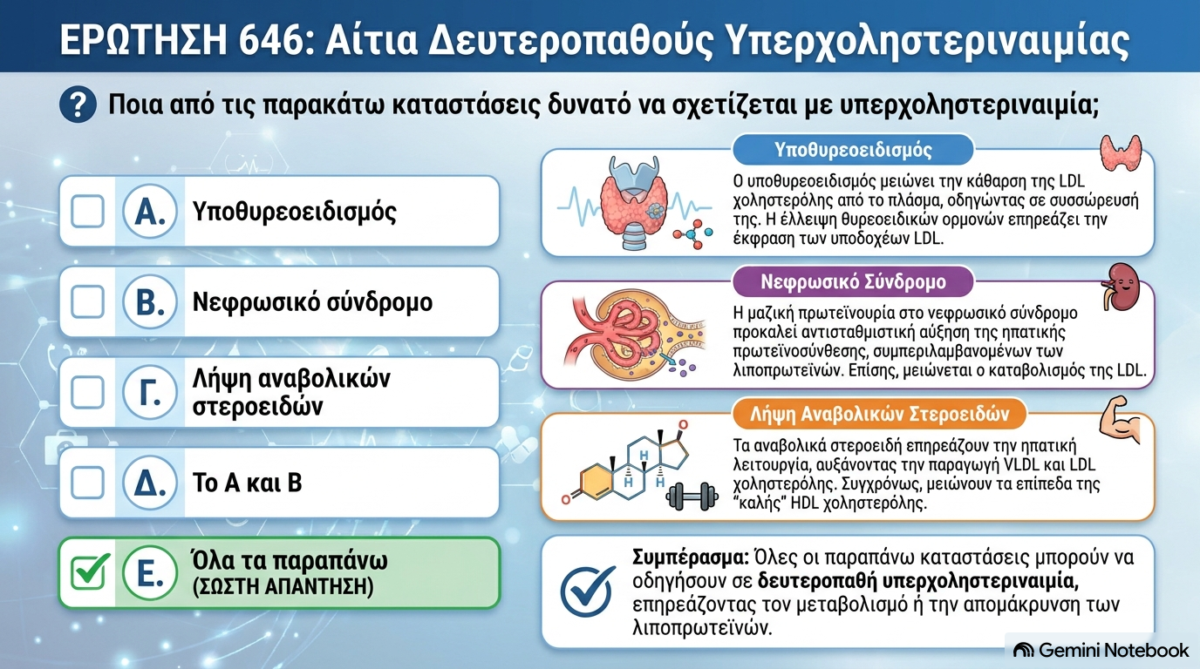 ΕΡΩΤΗΣΗ 646: Αίτια Δευτεροπαθούς Υπερχοληστεριναιμίας
? Ποια από τις παρακάτω καταστάσεις δυνατό να σχετίζεται με υπερχοληστεριναιμία;
Α. Υποθυρεοειδισμός
Β. Νεφρωσικό σύνδρομο
Γ. Λήψη αναβολικών
στεροειδών
Δ. Το Α και Β
Ε. Όλα τα παραπάνω
(ΣΩΣΤΗ ΑΠΑΝΤΗΣΗ)
Υποθυρεοειδισμός
Ο υποθυρεοειδισμός μειώνει την κάθαρση της LDL
χοληστερόλης από το πλάσμα, οδηγώντας σε συσσώρευσή
της. Η έλλειψη θυρεοειδικών ορμονών επηρεάζει την
έκφραση των υποδοχέων LDL.
Νεφρωσικό Σύνδρομο
Η μαζική πρωτεϊνουρία στο νεφρωσικό σύνδρομο
προκαλεί αντισταθμιστική αύξηση της ηπατικής
πρωτεϊνοσύνθεσης, συμπεριλαμβανομένων των
λιποπρωτεϊνών. Επίσης, μειώνεται ο καταβολισμός της LDL.
Λήψη Αναβολικών Στεροειδών
O
O
H
H
H
Τα αναβολικά στεροειδή επηρεάζουν την ηπατική
λειτουργία, αυξάνοντας την παραγωγή VLDL και LDL
χοληστερόλης. Συγχρόνως, μειώνουν τα επίπεδα της
“καλής” HDL χοληστερόλης.
Συμπέρασμα: Όλες οι παραπάνω καταστάσεις μπορούν να
οδηγήσουν σε δευτεροπαθή υπερχοληστεριναιμία,
επηρεάζοντας τον μεταβολισμό ή την απομάκρυνση των
λιποπρωτεϊνών.
Gemini Notebook